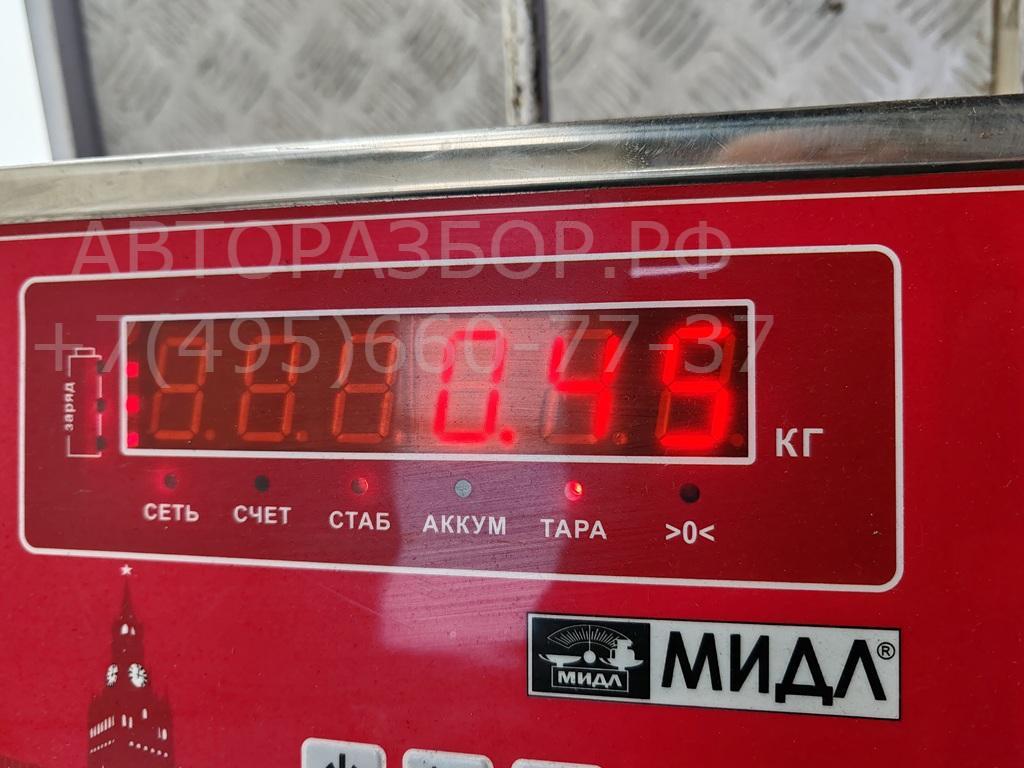 АВТОРАЗБОР.РФ
+7(495)660-77-37
заряд
0.45
КГ
СЕТЬ СЧЕТ СТАБ АККУМ ТАРА >0<
МИДЛ МИДЛ®